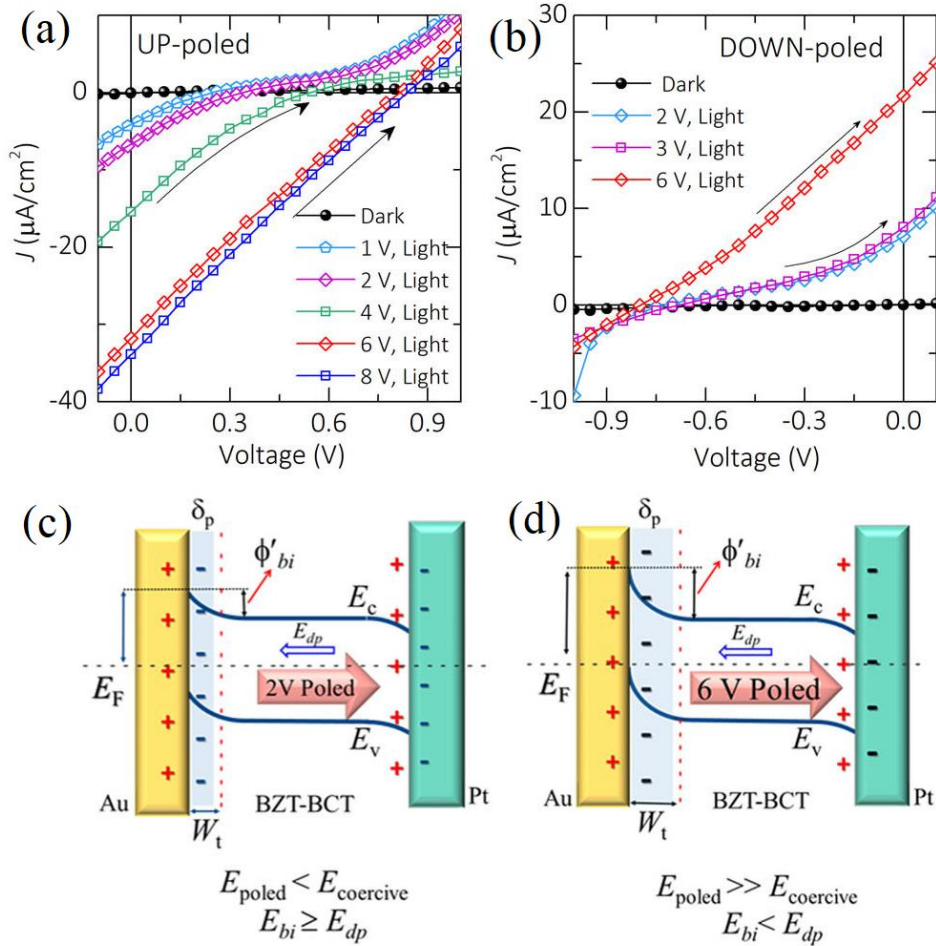 (a)
UP-poled
0
-20
-40
J (μA/cm²)
Dark
1 V, Light
2 V, Light
4 V, Light
6 V, Light
8 V, Light
0.0 0.3 0.6 0.9
Voltage (V)
(b)
DOWN-poled
30
20
10
0
-10
J (μA/cm²)
Dark
2 V, Light
3 V, Light
6 V, Light
-0.9 -0.6 -0.3 0.0
Voltage (V)
(c)
δp
ϕ′bi
Ec
Edp
2V Poled
EF
Ev
Au
BZT-BCT
Pt
Wt
Epoled < Ecoercive
Ebi ≥ Edp
(d)
δp
ϕ′bi
Ec
Edp
6 V Poled
EF
Ev
Au
BZT-BCT
Pt
Wt
Epoled >> Ecoercive
Ebi < Edp